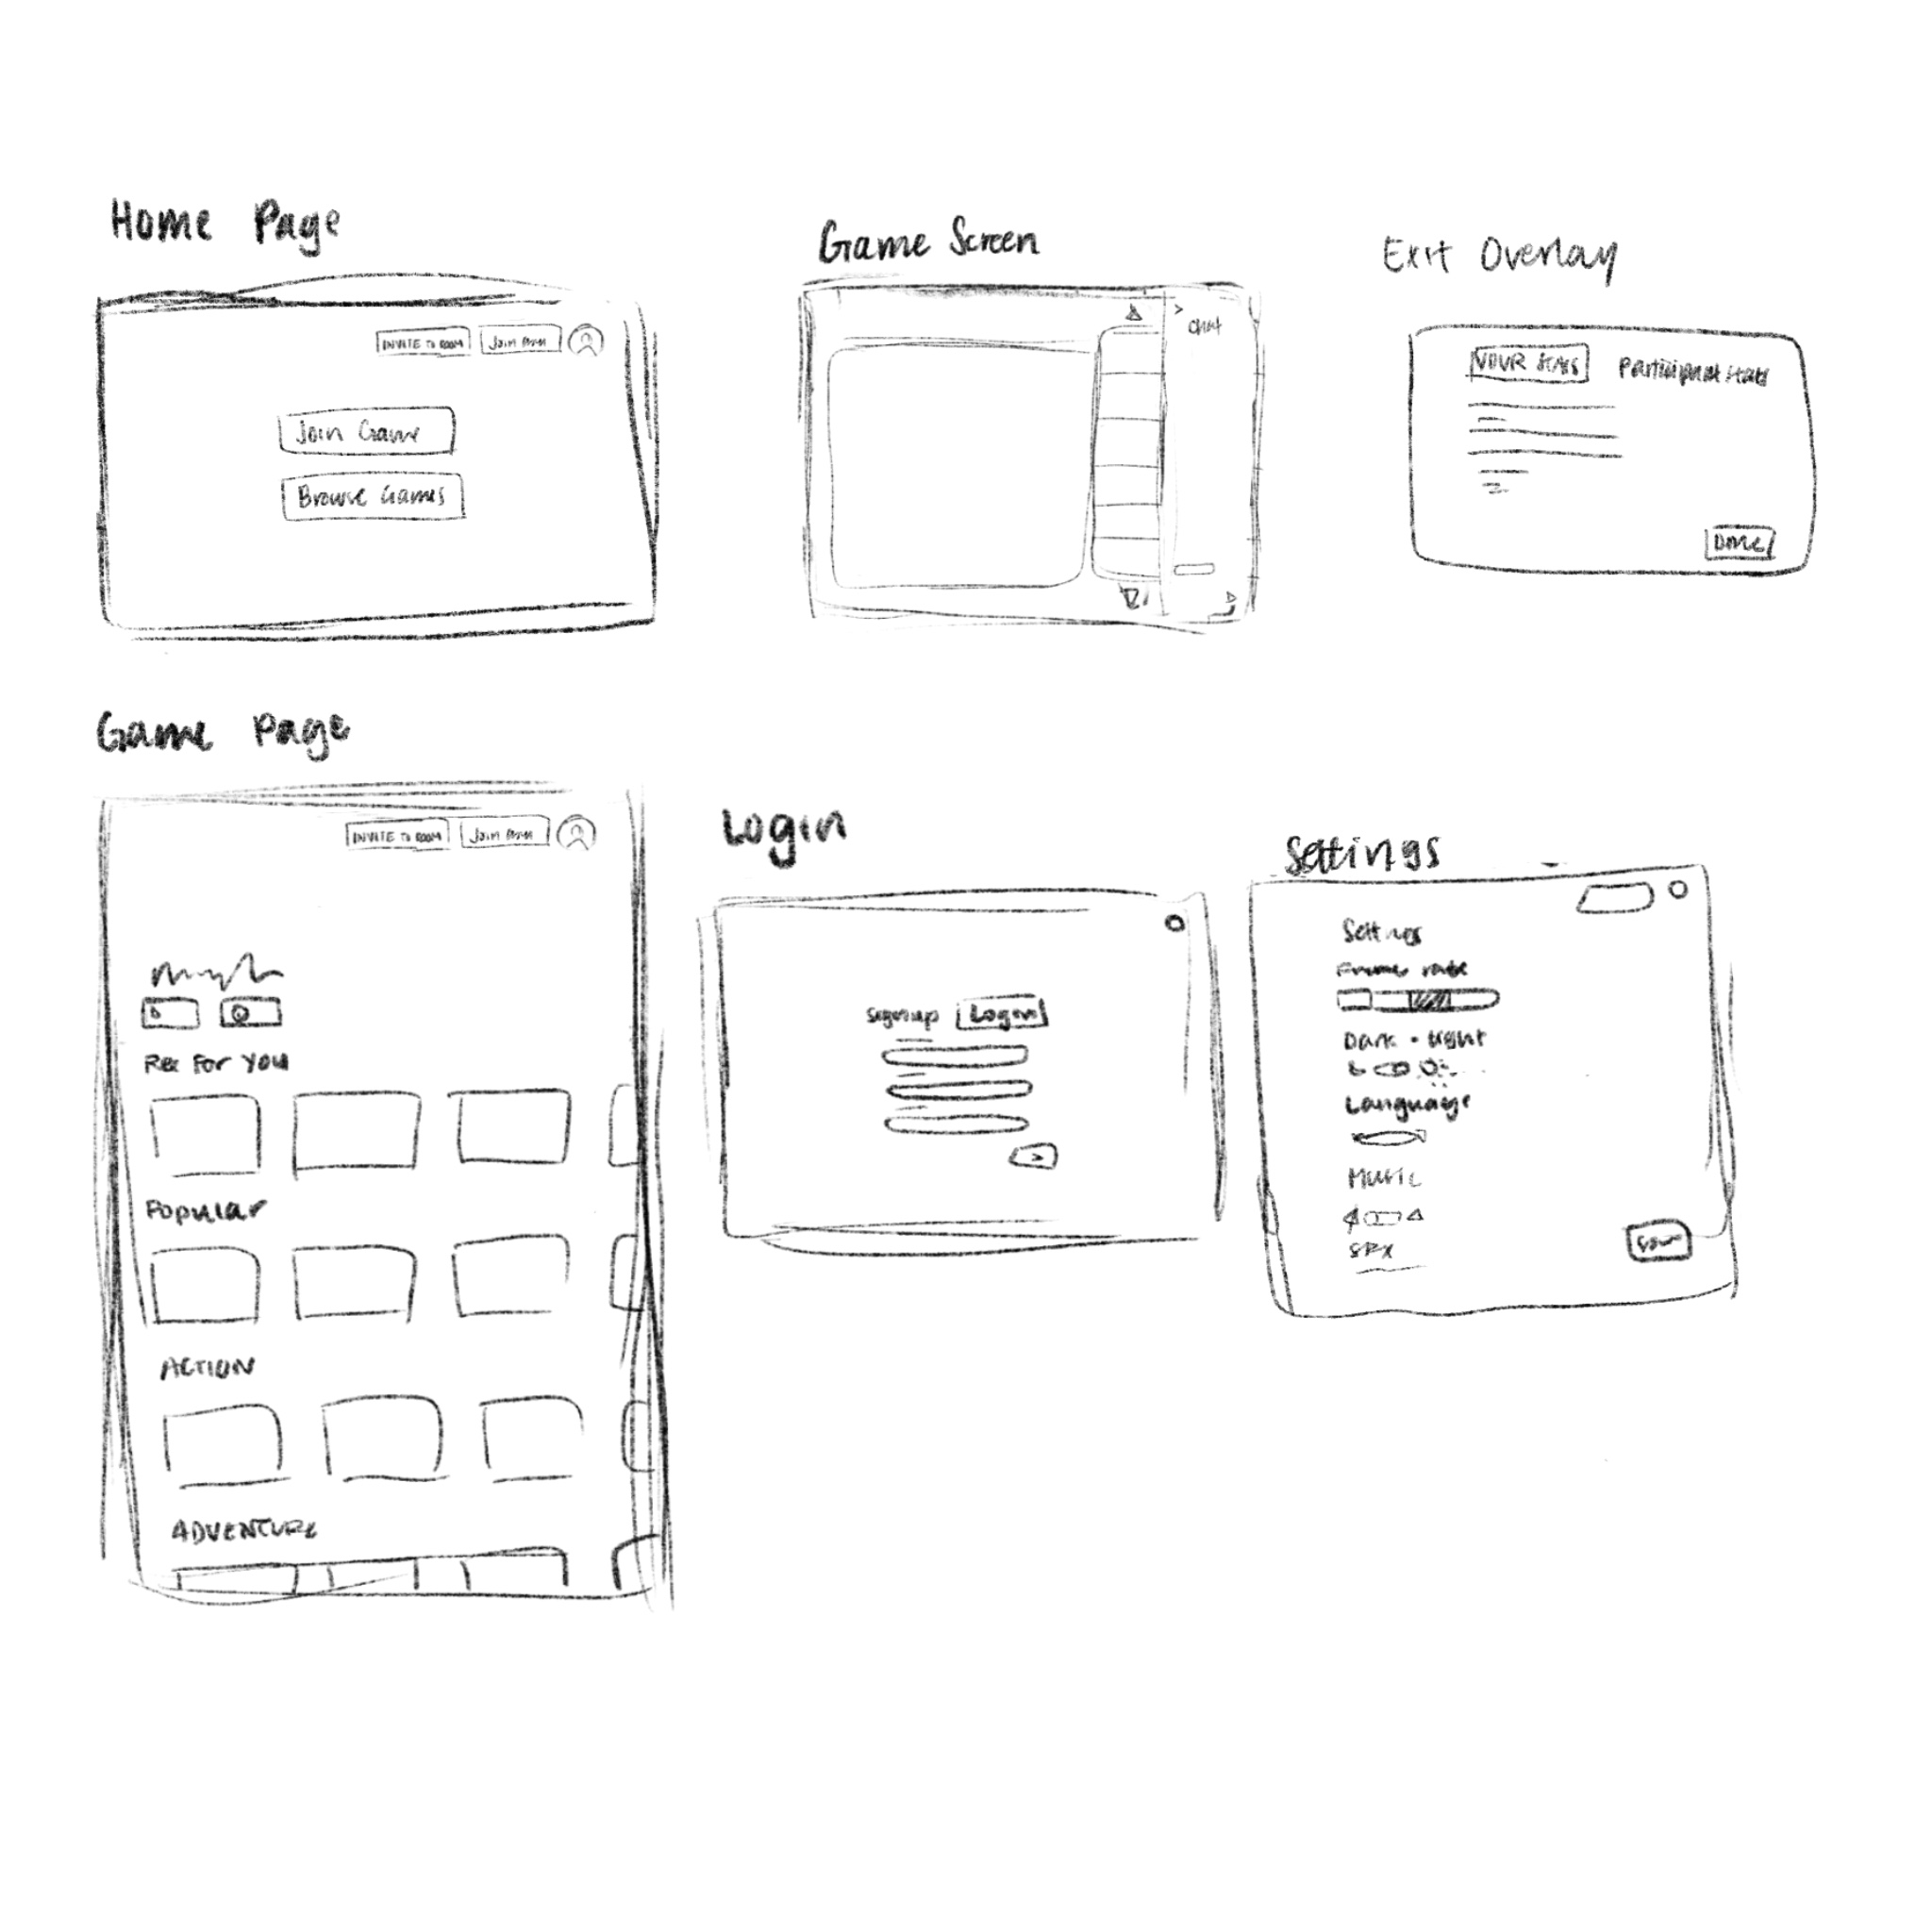 Home Page
INVITE TO ROOM
Join Room
Join Game
Browse Games
Game Screen
chat
Exit Overlay
YOUR Stats
Participant Stats
Done
Game Page
INVITE TO ROOM
Join Room
Rec For You
Popular
ACTION
ADVENTURE
Login
signup Login
Settings
Settings
Frame rate
Dark • Light
Language
Music
SFX
Save